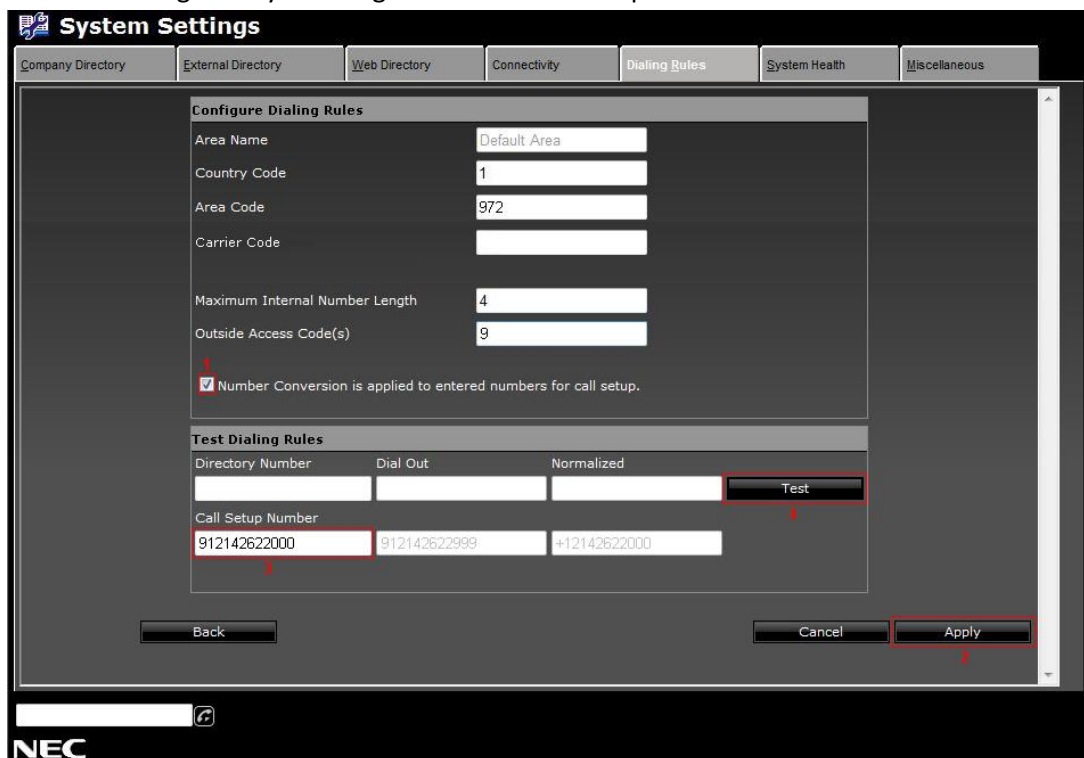 System Settings
Company Directory External Directory Web Directory Connectivity Dialing Rules System Health Miscellaneous
Configure Dialing Rules
Area Name Default Area
Country Code 1
Area Code 972
Carrier Code
Maximum Internal Number Length 4
Outside Access Code(s) 9
1
Number Conversion is applied to entered numbers for call setup.
Test Dialing Rules
Directory Number Dial Out Normalized
Test
Call Setup Number
912142622000 912142622999 +12142622000
Back Cancel Apply
2
NEC